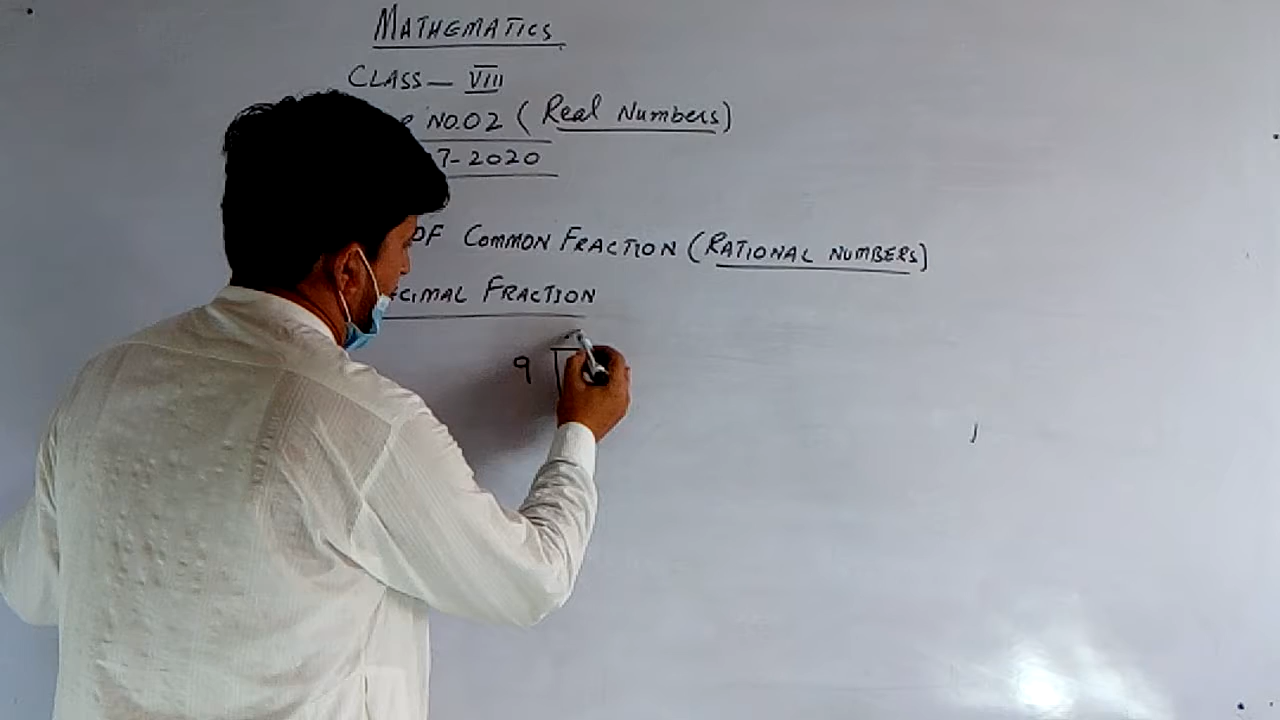 MATHEMATICS
CLASS — VIII
NO.02 (Real Numbers)
7-2020
OF COMMON FRACTION (RATIONAL NUMBERS)
CIMAL FRACTION
9